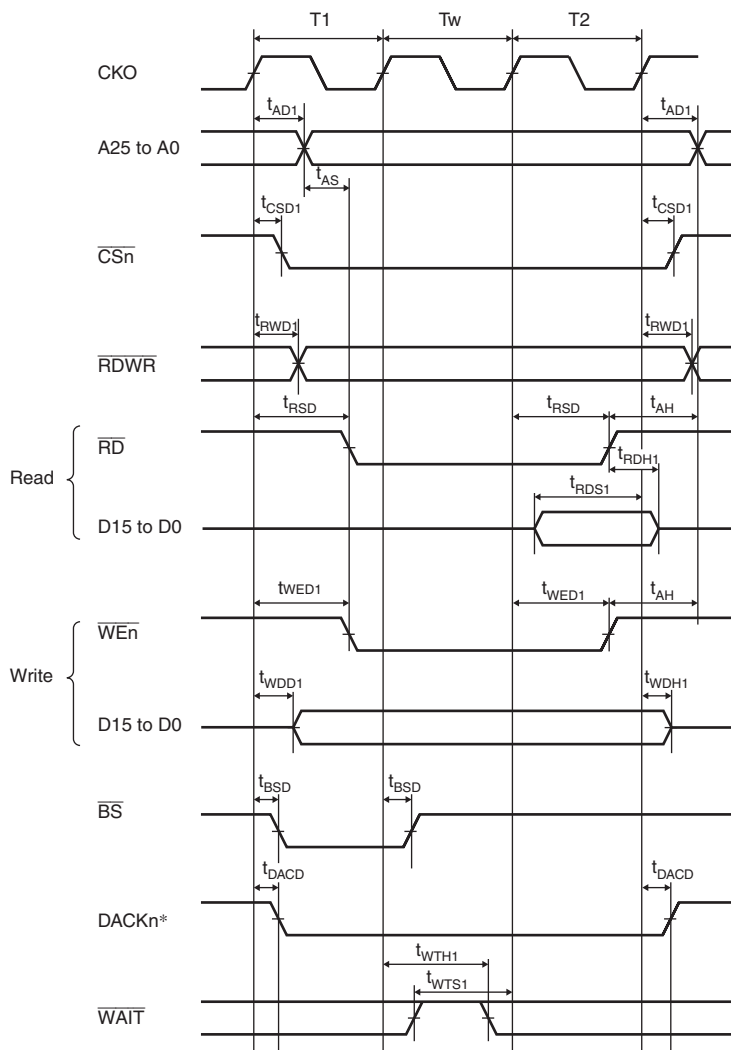 T1 Tw T2
CKO
tAD1 tAD1
A25 to A0
tAS
tCSD1 tCSD1
CSn
tRWD1 tRWD1
RDWR
tRSD tRSD tAH
RD
tRDH1
Read
tRDS1
D15 to D0
tWED1 tWED1 tAH
WEn
Write
tWDD1 tWDH1
D15 to D0
tBSD tBSD
BS
tDACD tDACD
DACKn*
tWTH1
tWTS1
WAIT